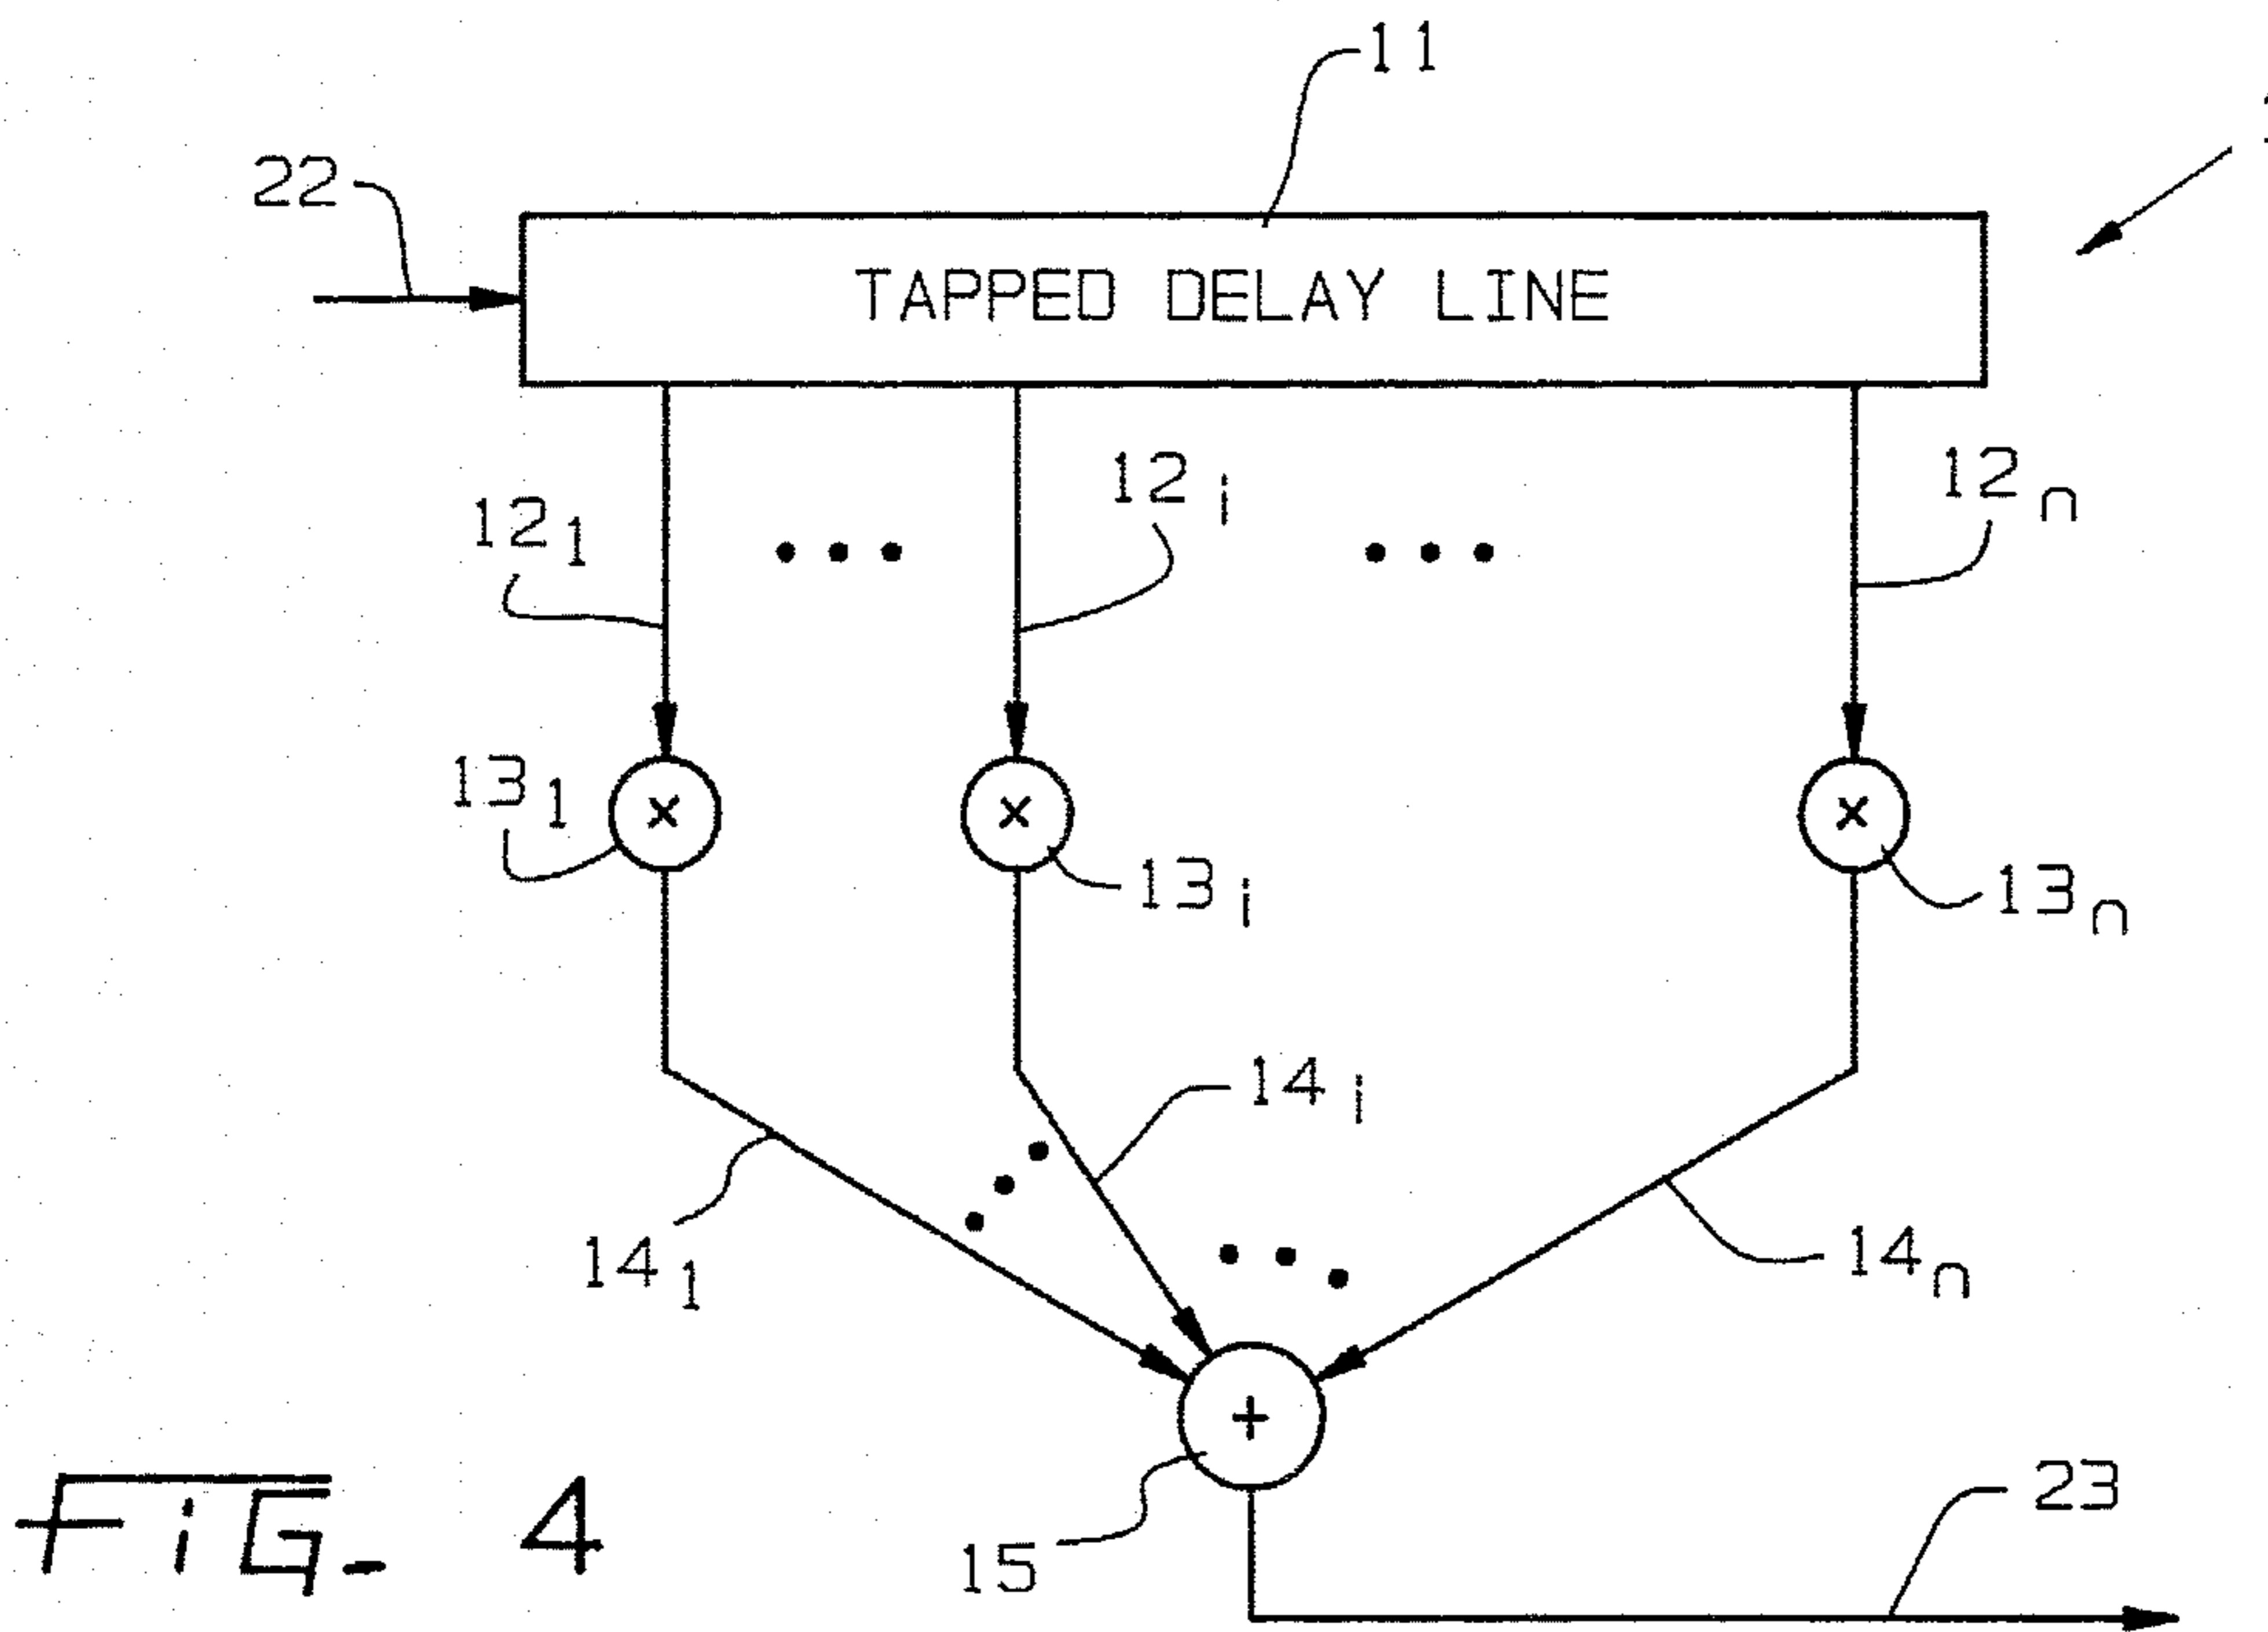 11
22
TAPPED DELAY LINE
12₁
12ᵢ
12ₙ
13₁
13ᵢ
13ₙ
14₁
14ᵢ
14ₙ
15
23
FIG. 4